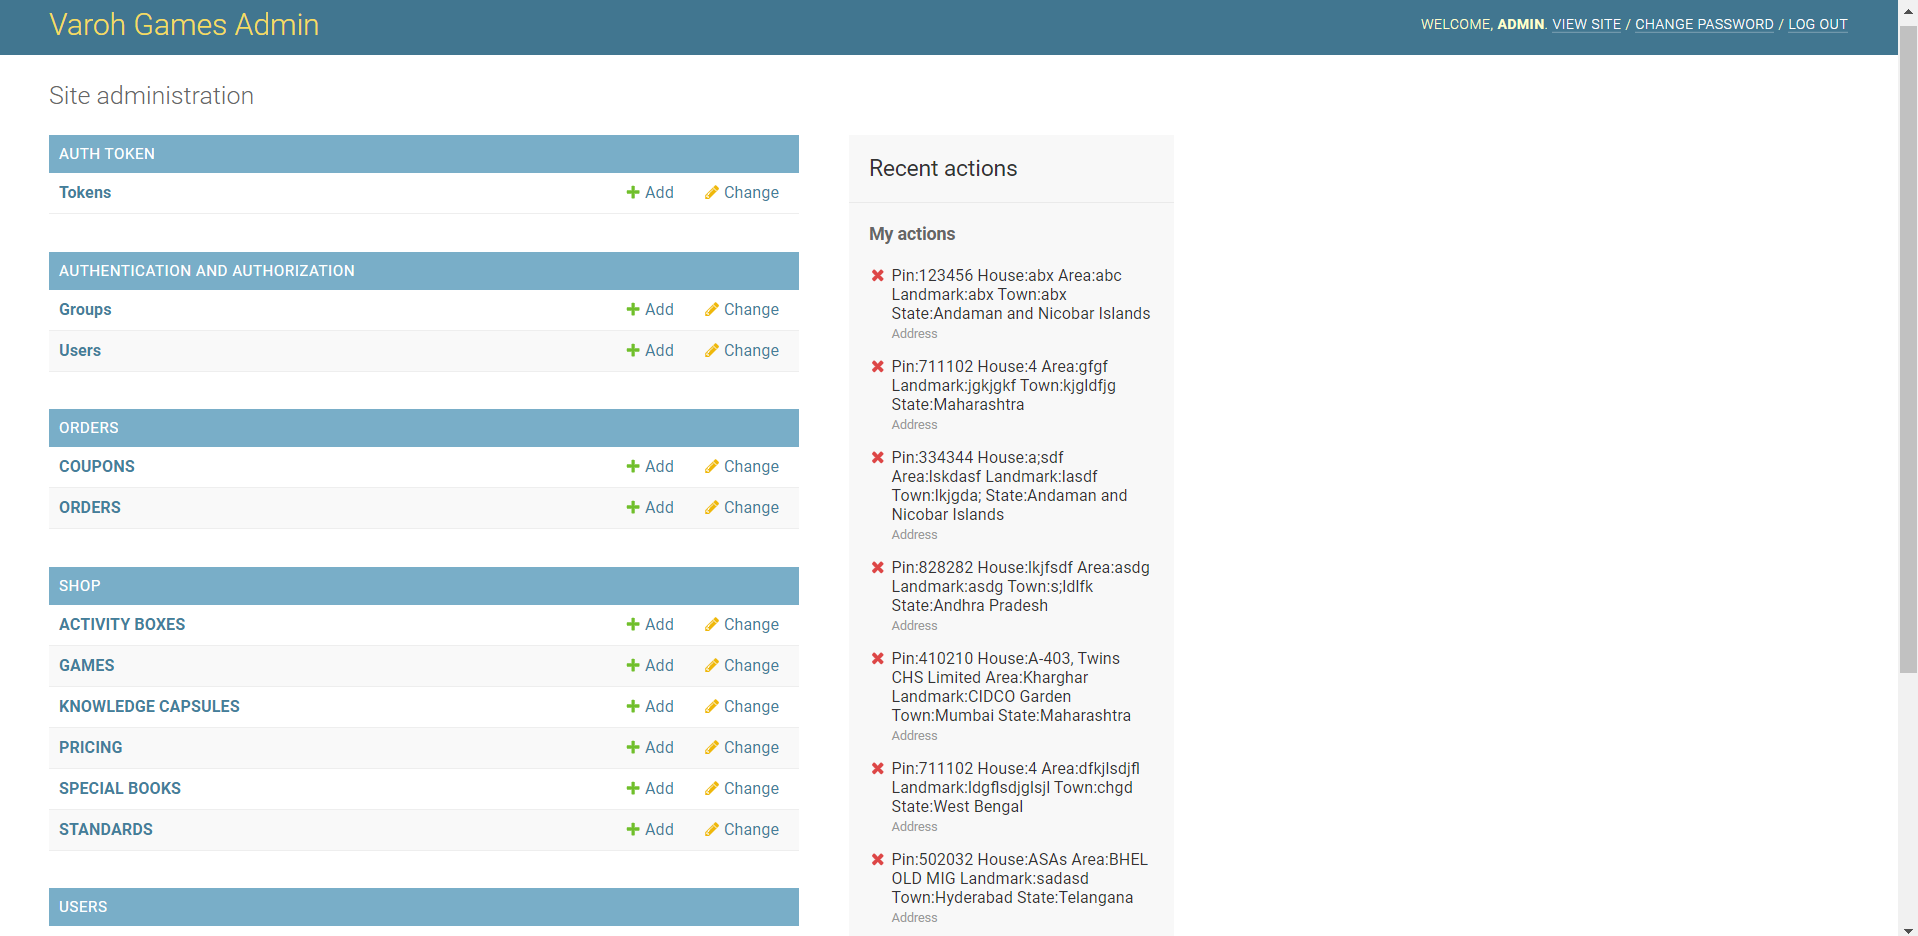 Varoh Games Admin
WELCOME, ADMIN. VIEW SITE / CHANGE PASSWORD / LOG OUT
Site administration
AUTH TOKEN
Tokens Add Change
AUTHENTICATION AND AUTHORIZATION
Groups Add Change
Users Add Change
ORDERS
COUPONS Add Change
ORDERS Add Change
SHOP
ACTIVITY BOXES Add Change
GAMES Add Change
KNOWLEDGE CAPSULES Add Change
PRICING Add Change
SPECIAL BOOKS Add Change
STANDARDS Add Change
USERS
Recent actions
My actions
Pin:123456 House:abx Area:abc
Landmark:abx Town:abx
State:Andaman and Nicobar Islands
Address
Pin:711102 House:4 Area:gfgf
Landmark:jgkjgkf Town:kjgldfjg
State:Maharashtra
Address
Pin:334344 House:a;sdf
Area:lskdasf Landmark:lasdf
Town:lkjgda; State:Andaman and
Nicobar Islands
Address
Pin:828282 House:lkjfsdf Area:asdg
Landmark:asdg Town:s;ldlfk
State:Andhra Pradesh
Address
Pin:410210 House:A-403, Twins
CHS Limited Area:Kharghar
Landmark:CIDCO Garden
Town:Mumbai State:Maharashtra
Address
Pin:711102 House:4 Area:dfkjlsdjfl
Landmark:ldgflsdjglsjl Town:chgd
State:West Bengal
Address
Pin:502032 House:ASAs Area:BHEL
OLD MIG Landmark:sadasd
Town:Hyderabad State:Telangana
Address